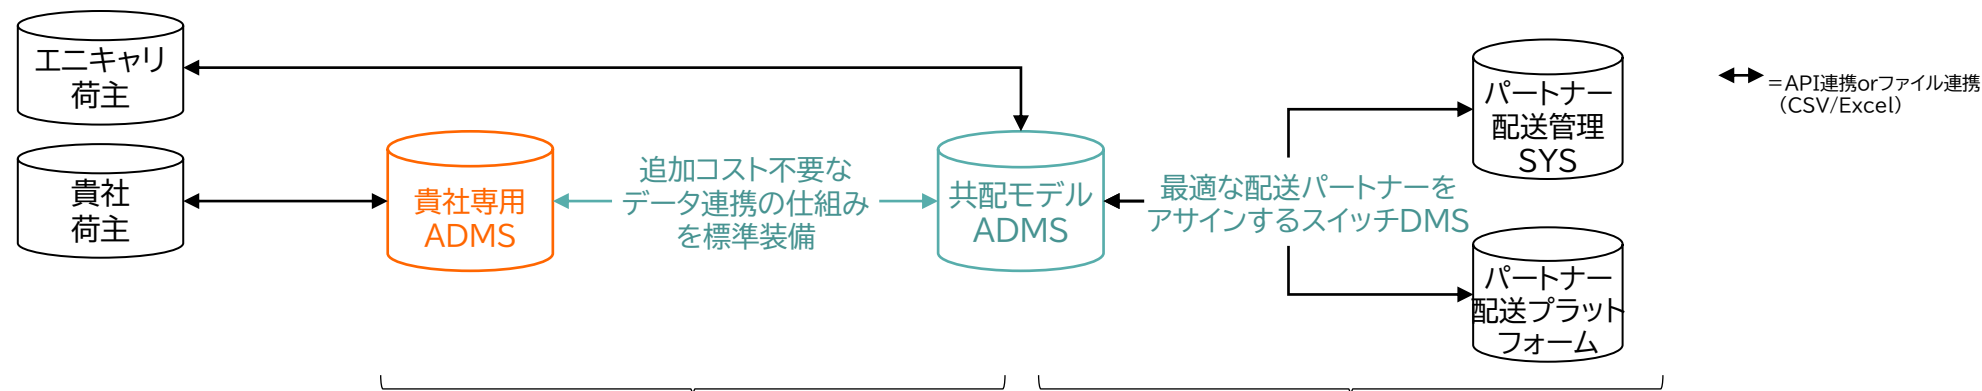 エニキャリ
荷主
貴社
荷主
貴社専用
ADMS
追加コスト不要な
データ連携の仕組み
を標準装備
共配モデル
ADMS
最適な配送パートナーを
アサインするスイッチDMS
パートナー
配送管理
SYS
パートナー
配送プラット
フォーム
=API連携orファイル連携
(CSV/Excel)